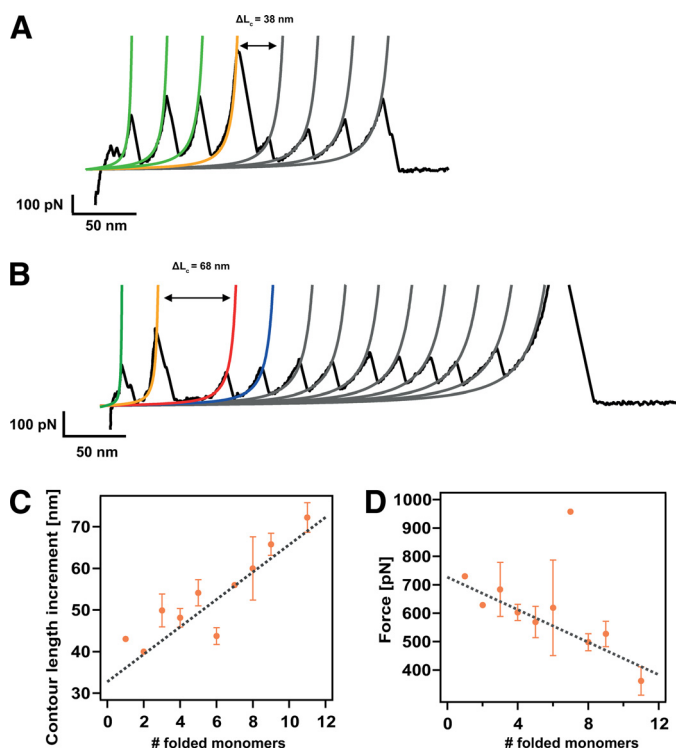 A
ΔLc = 38 nm
100 pN
50 nm
B
ΔLc = 68 nm
100 pN
50 nm
C
Contour length increment [nm]
70
60
50
40
30
0 2 4 6 8 10 12
# folded monomers
D
Force [pN]
1000
900
800
700
600
500
400
0 4 8 12
# folded monomers